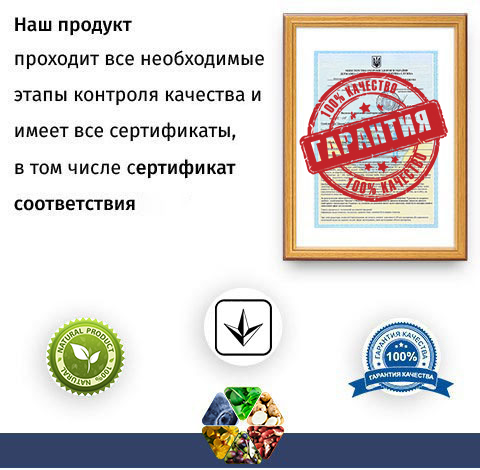 Наш продукт
проходит все необходимые
этапы контроля качества и
имеет все сертификаты,
в том числе сертификат
соответствия
100% КАЧЕСТВО
ГАРАНТИЯ
100% КАЧЕСТВО
NATURAL PRODUCT
100% NATURAL
ГАРАНТИЯ КАЧЕСТВА
100%
ГАРАНТИЯ КАЧЕСТВА